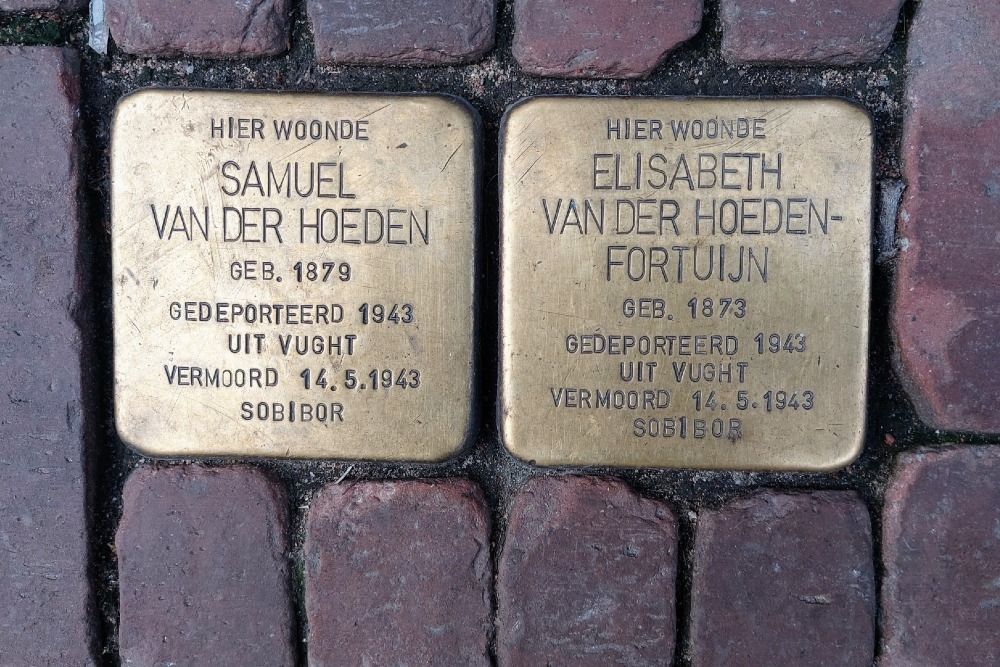 HIER WOONDE
SAMUEL
VAN DER HOEDEN
GEB. 1879
GEDEPORTEERD 1943
UIT VUGHT
VERMOORD 14.5.1943
SOBIBOR
HIER WOONDE
ELISABETH
VAN DER HOEDEN-
FORTUIJN
GEB. 1873
GEDEPORTEERD 1943
UIT VUGHT
VERMOORD 14.5.1943
SOBIBOR